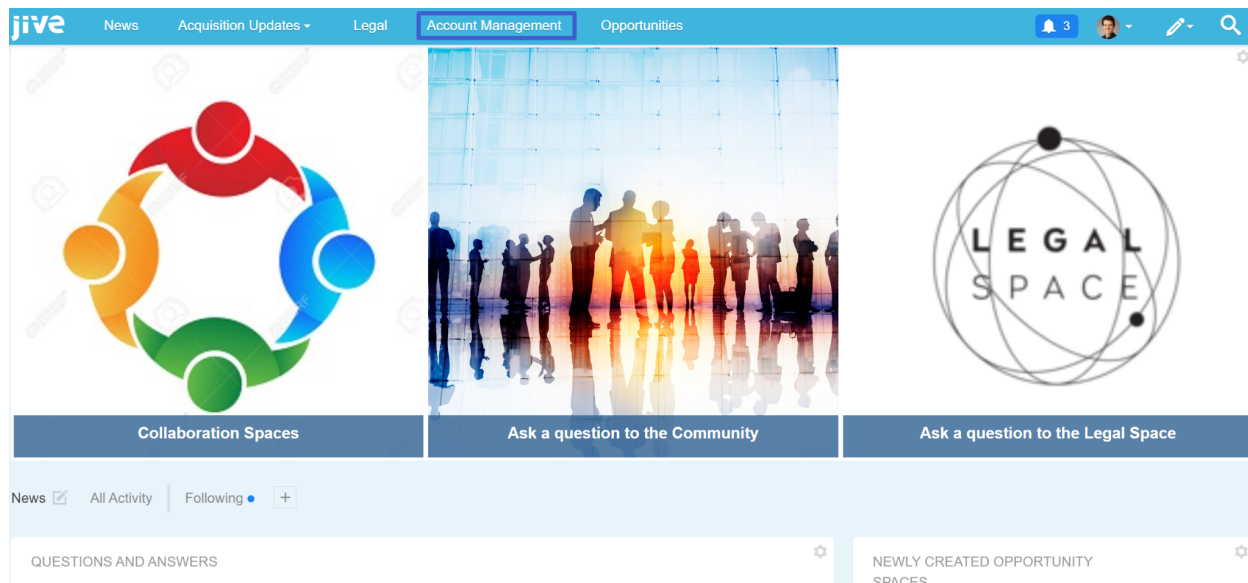 jive News Acquisition Updates Legal Account Management Opportunities 3
LEGAL
SPACE
Collaboration Spaces Ask a question to the Community Ask a question to the Legal Space
News All Activity Following +
QUESTIONS AND ANSWERS NEWLY CREATED OPPORTUNITY
SPACES